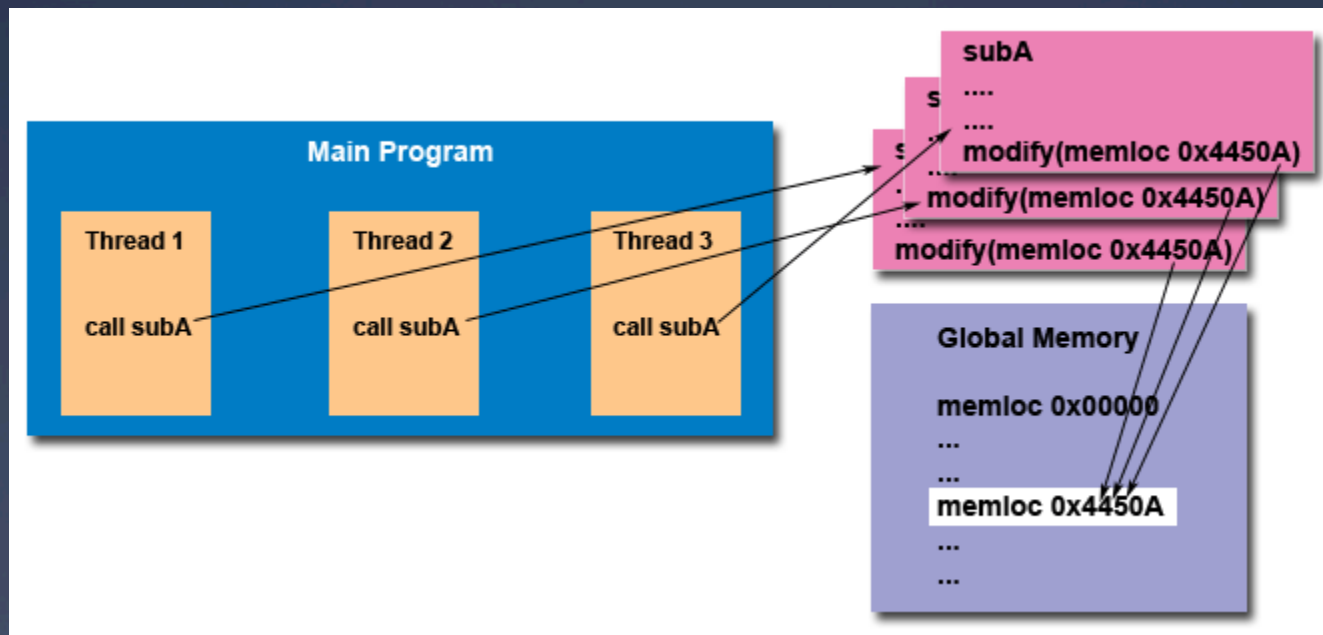 Main Program
Thread 1
call subA
Thread 2
call subA
Thread 3
call subA
subA
....
....
modify(memloc 0x4450A)
s
....
modify(memloc 0x4450A)
s
....
modify(memloc 0x4450A)
Global Memory
memloc 0x00000
...
...
memloc 0x4450A
...
...